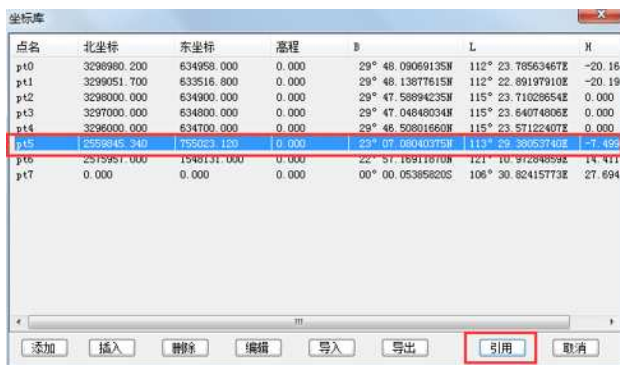 坐标库
点名 北坐标 东坐标 高程 B L H
pt0 3298980.200 634958.000 0.000 29° 48.09069135N 112° 23.78563467E -20.16
pt1 3299051.700 633516.800 0.000 29° 48.13877615N 112° 22.89197910E -20.19
pt2 3298000.000 634900.000 0.000 29° 47.58894235N 115° 23.71028654E 0.000
pt3 3297000.000 634800.000 0.000 29° 47.04848034N 115° 23.64074806E 0.000
pt4 3296000.000 634700.000 0.000 29° 46.50801660N 115° 23.57122407E 0.000
pt5 2559845.340 755023.120 0.000 23° 07.08040375N 113° 29.38053740E -7.499
pt6 2575957.000 1548131.000 0.000 22° 57.16911870N 121° 10.97284859E 14.411
pt7 0.000 0.000 0.000 00° 00.05385820S 106° 30.82415773E 27.694
添加 插入 删除 编辑 导入 导出 引用 取消